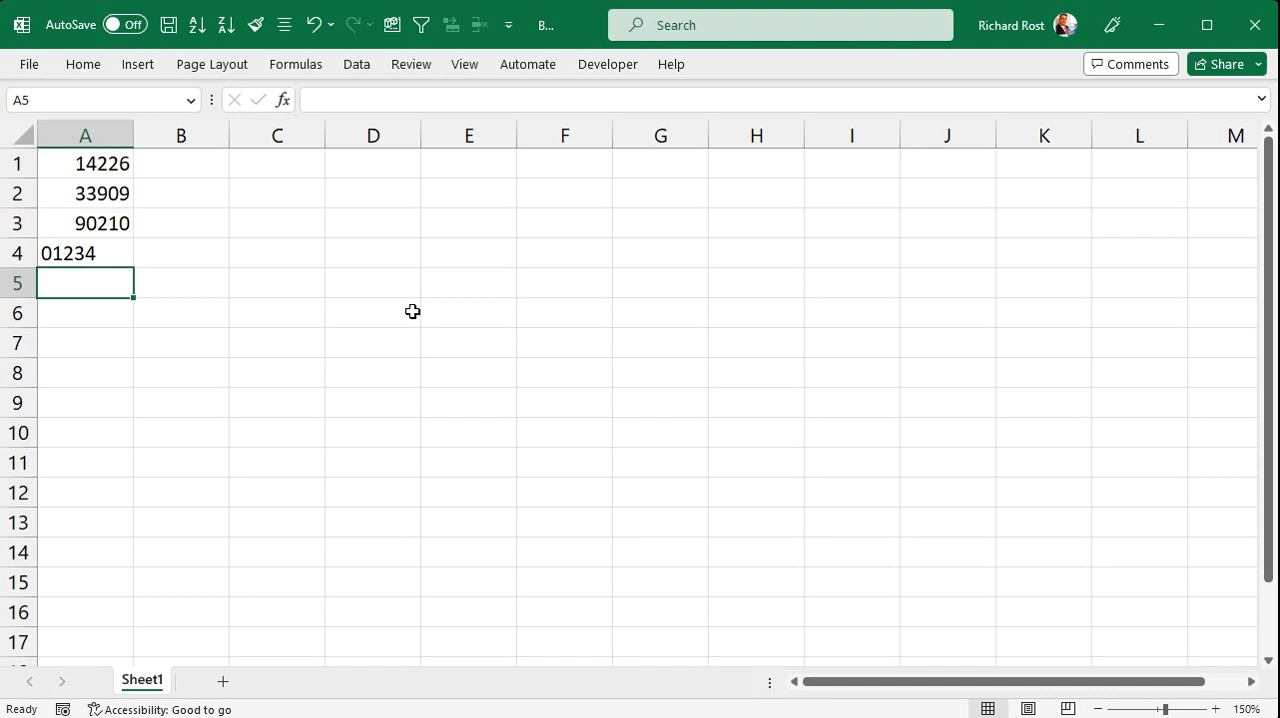 AutoSave Off B... Search Richard Rost
File Home Insert Page Layout Formulas Data Review View Automate Developer Help Comments Share
A5 fx
A B C D E F G H I J K L M
1 14226
2 33909
3 90210
4 01234
5
6
7
8
9
10
11
12
13
14
15
16
17
Sheet1
Ready Accessibility: Good to go 150%